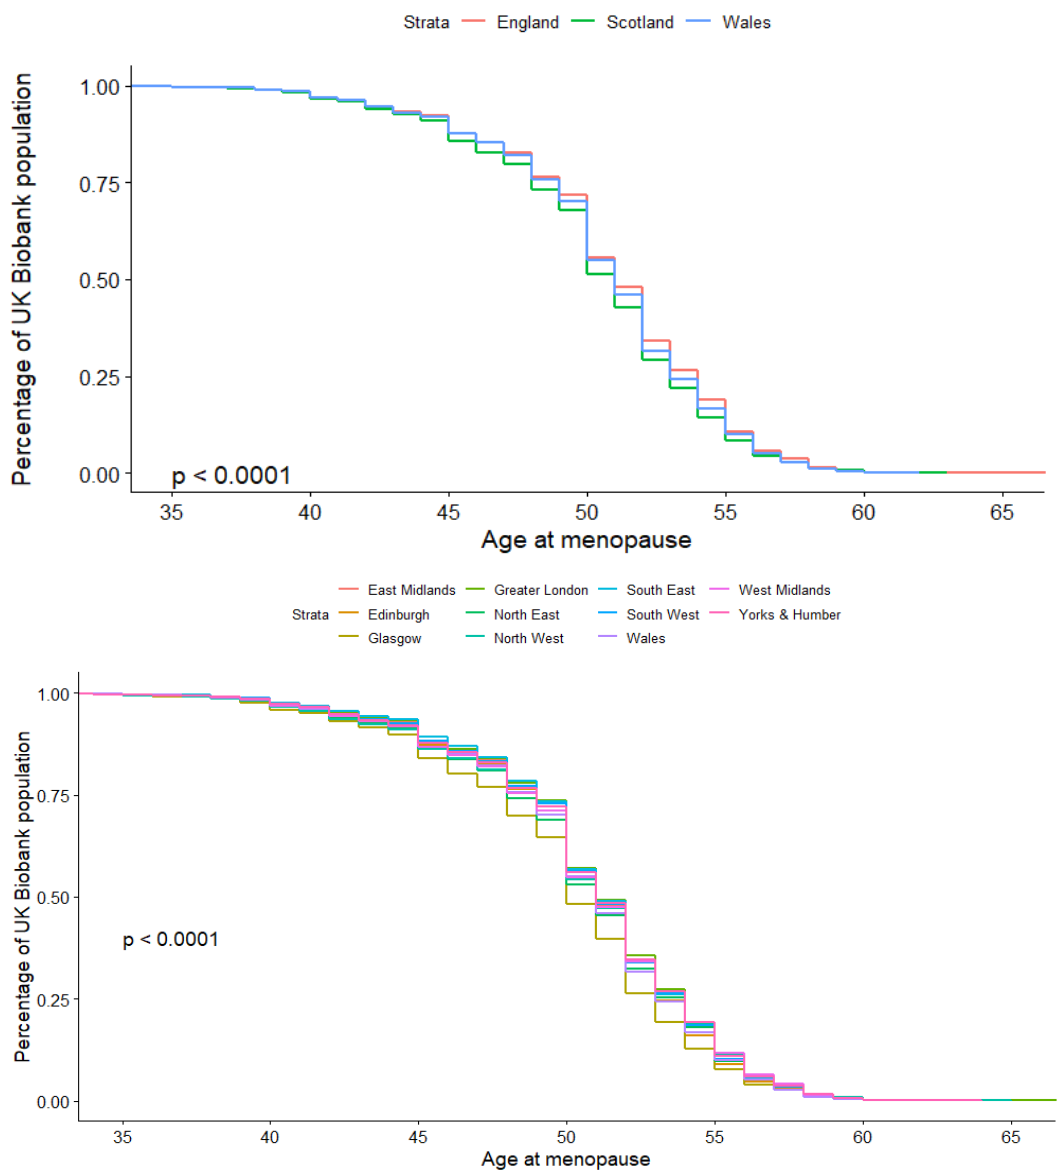 Strata England Scotland Wales
Percentage of UK Biobank population
1.00
0.75
0.50
0.25
0.00
p < 0.0001
35 40 45 50 55 60 65
Age at menopause
East Midlands Greater London South East West Midlands
Strata Edinburgh North East South West Yorks & Humber
Glasgow North West Wales
Percentage of UK Biobank population
1.00
0.75
0.50
0.25
0.00
p < 0.0001
35 40 45 50 55 60 65
Age at menopause